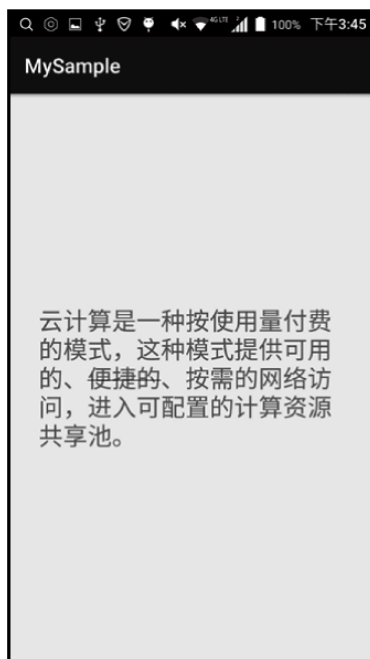 4G LTE 100% 下午3:45
MySample
云计算是一种按使用量付费
的模式，这种模式提供可用
的、便捷的、按需的网络访
问，进入可配置的计算资源
共享池。